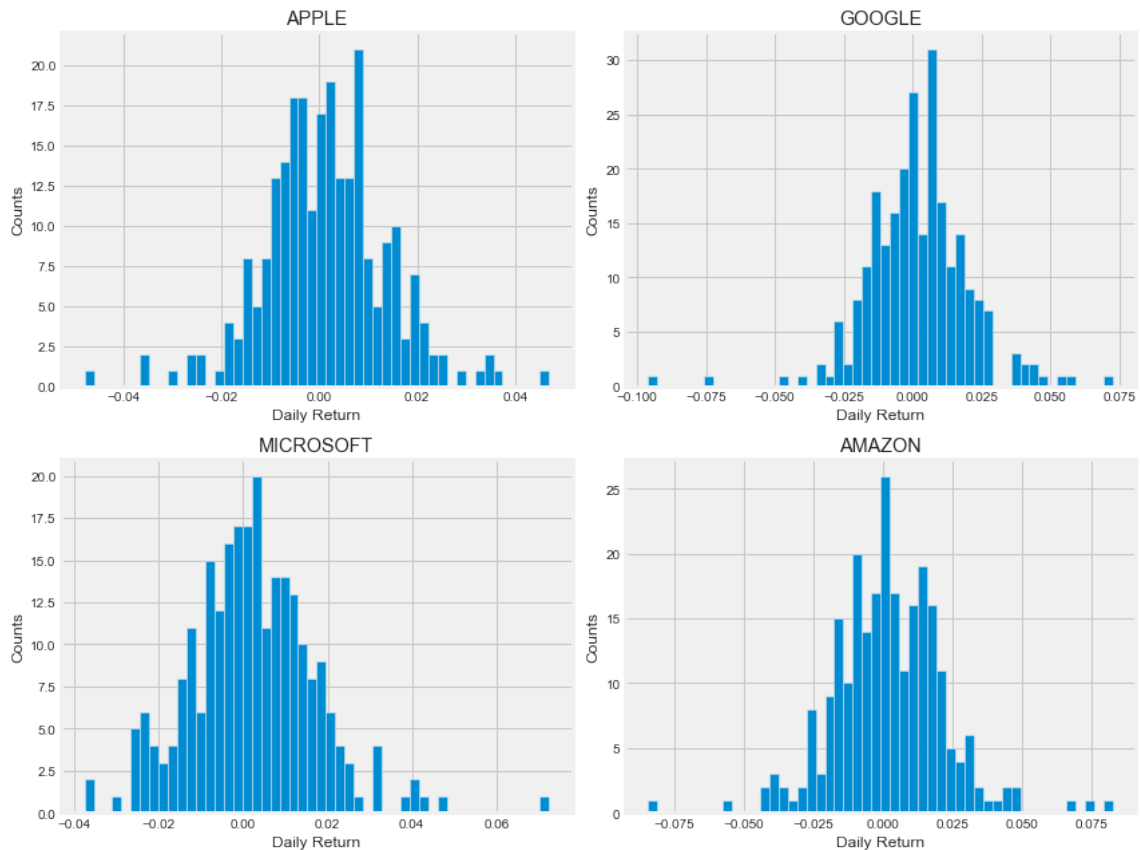 APPLE
20.0
17.5
15.0
12.5
10.0
7.5
5.0
2.5
0.0
Counts
−0.04 −0.02 0.00 0.02 0.04
Daily Return
GOOGLE
30
25
20
15
10
5
0
Counts
−0.100 −0.075 −0.050 −0.025 0.000 0.025 0.050 0.075
Daily Return
MICROSOFT
20.0
17.5
15.0
12.5
10.0
7.5
5.0
2.5
0.0
Counts
−0.04 −0.02 0.00 0.02 0.04 0.06
Daily Return
AMAZON
25
20
15
10
5
0
Counts
−0.075 −0.050 −0.025 0.000 0.025 0.050 0.075
Daily Return